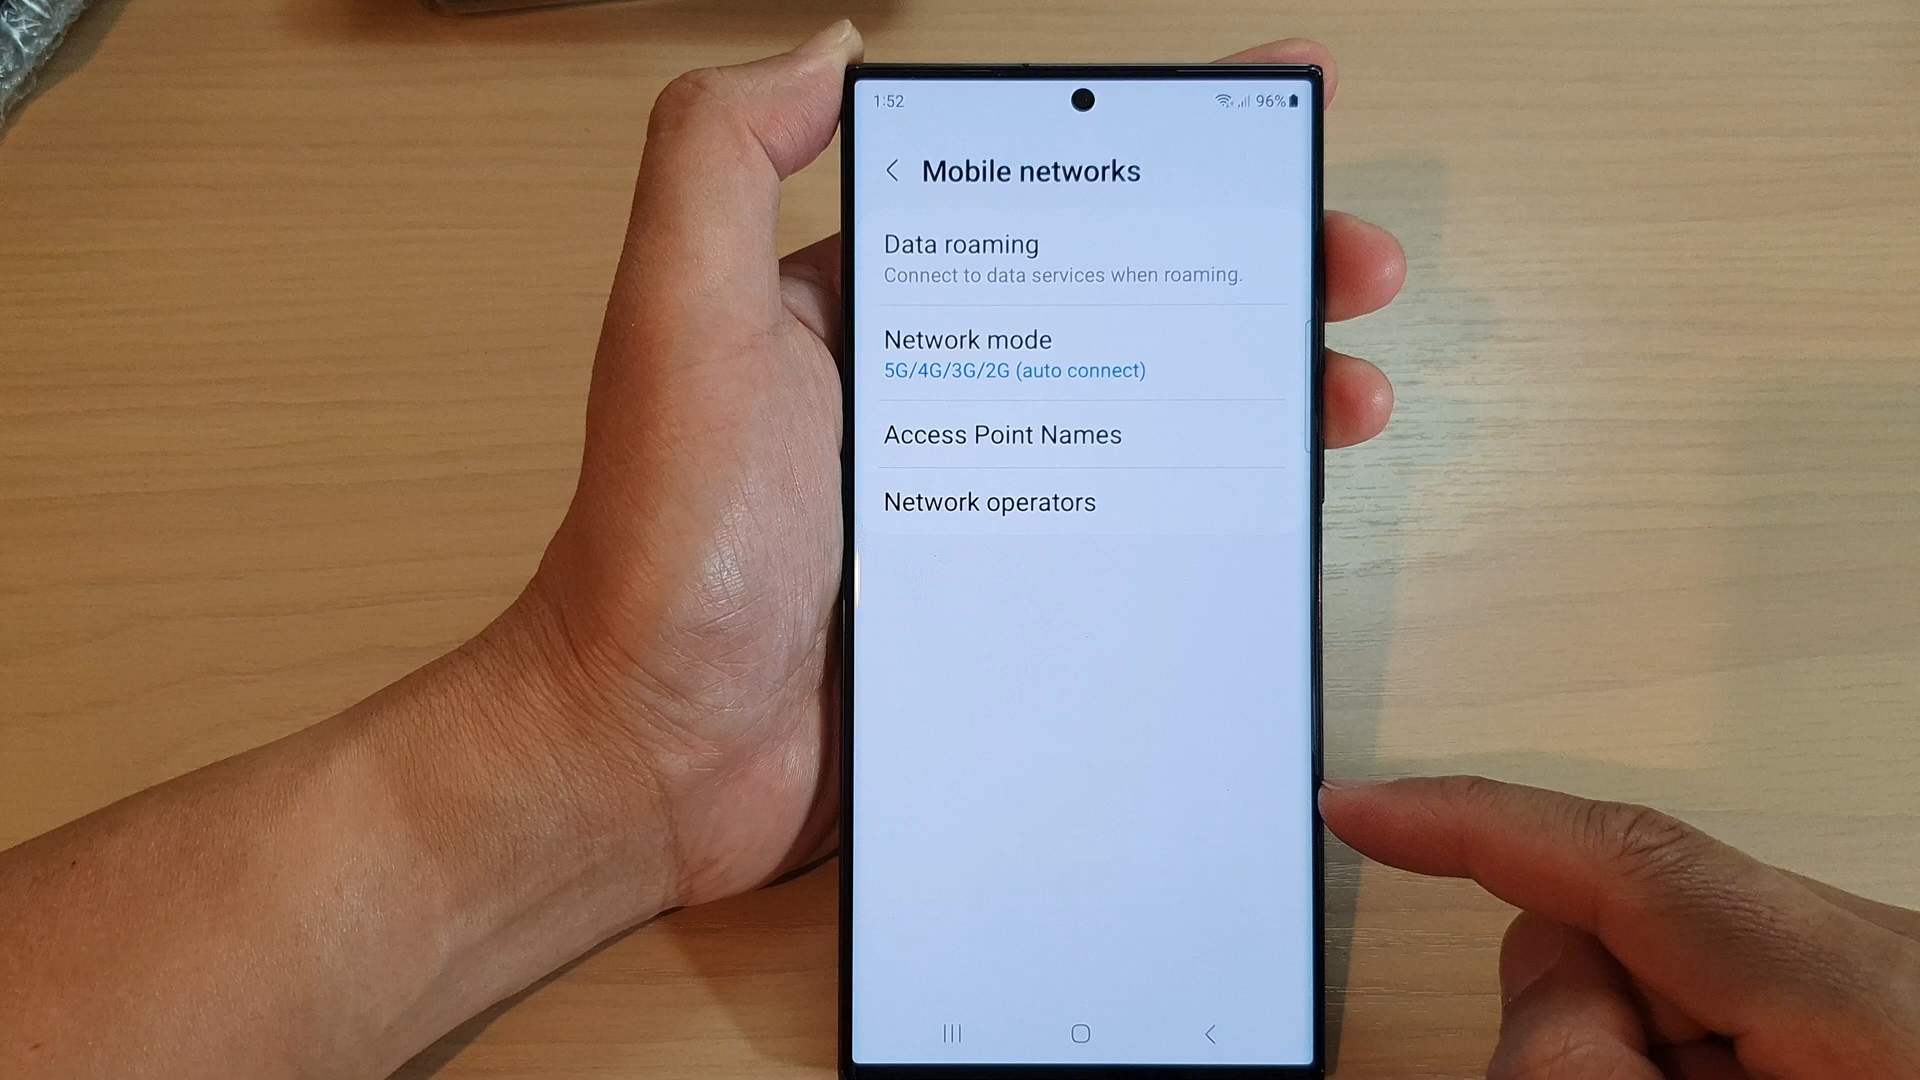 1:52
96%
Mobile networks
Data roaming
Connect to data services when roaming.
Network mode
5G/4G/3G/2G (auto connect)
Access Point Names
Network operators